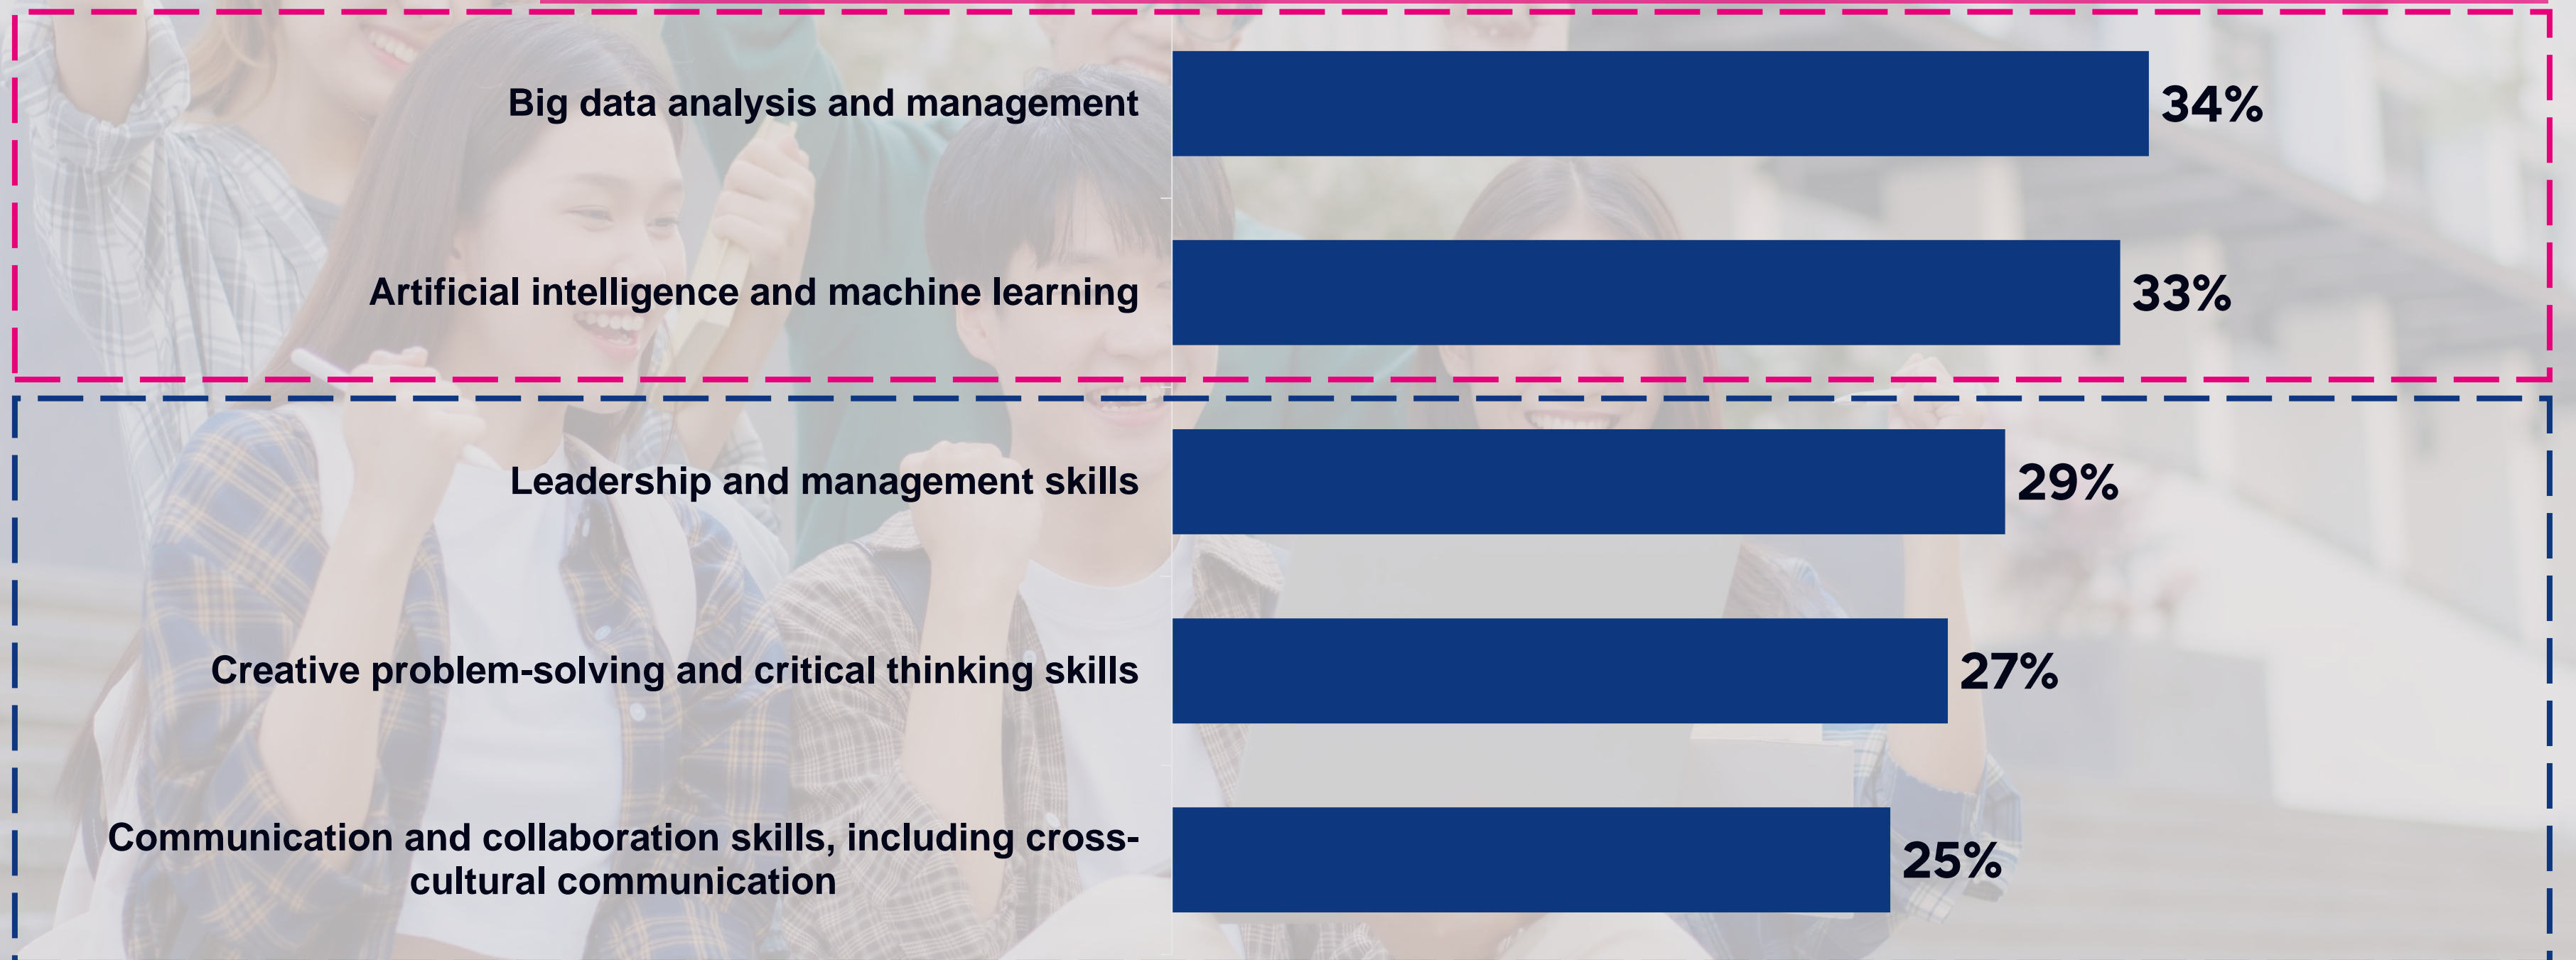 Big data analysis and management
34%
Artificial intelligence and machine learning
33%
Leadership and management skills
29%
Creative problem-solving and critical thinking skills
27%
Communication and collaboration skills, including cross-
cultural communication
25%